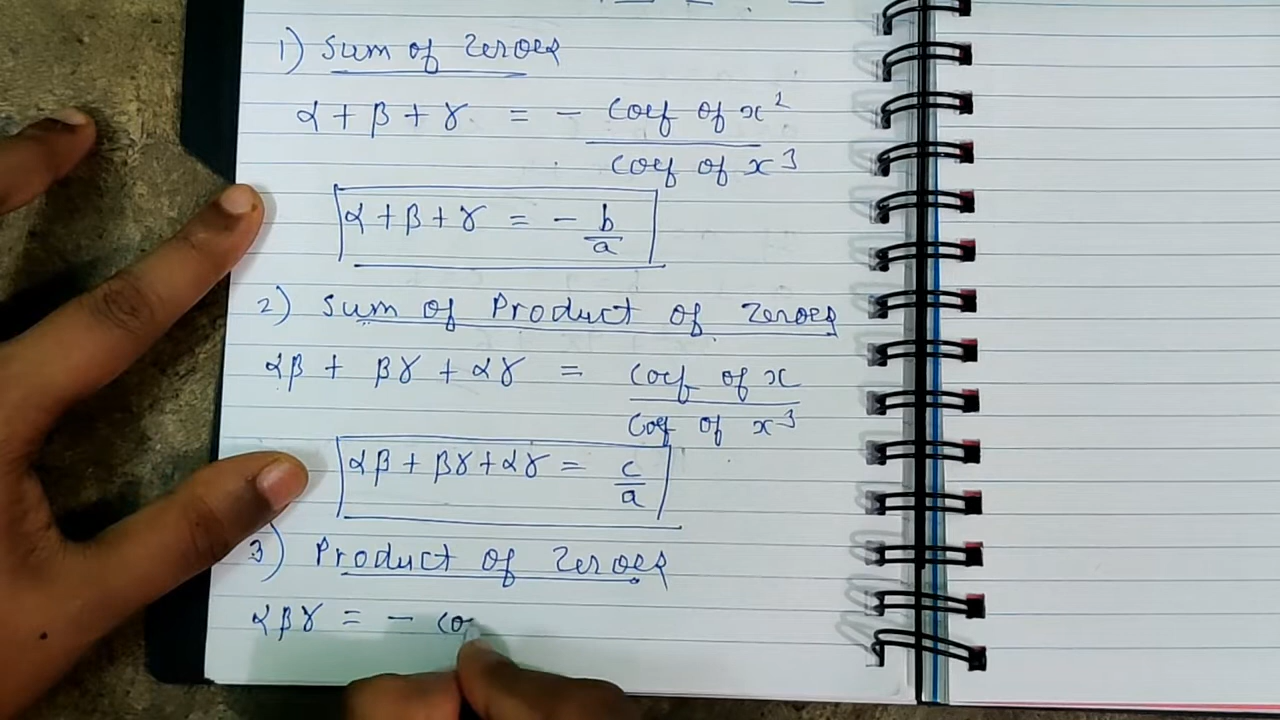 1) Sum of Zeroes
α + β + γ = - Coef of x²
Coef of x³
α + β + γ = - b/a
2) Sum of Product of Zeroes
αβ + βγ + αγ = Coef of x
Coef of x³
αβ + βγ + αγ = c/a
3) Product of Zeroes
αβγ = - co